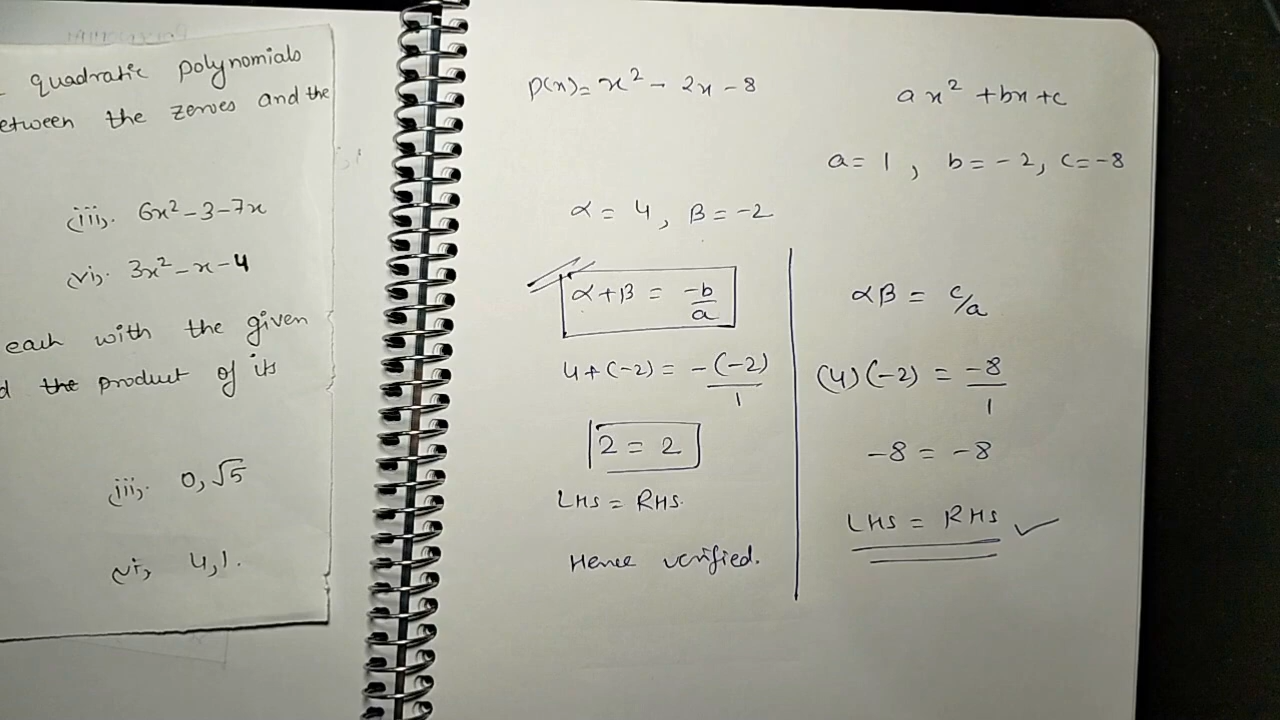 quadratic polynomials
etween the zeroes and the
(iii). 6x² - 3 - 7x
(vi). 3x² - x - 4
each with the given
d the product of its
(iii). 0, √5
(vi), 4, 1.
p(x) = x² - 2x - 8
ax² + bx + c
a = 1, b = -2, c = -8
α = 4, β = -2
α + β = -b/a
4 + (-2) = -(-2)/1
2 = 2
LHS = RHS.
Hence verified.
αβ = c/a
(4)(-2) = -8/1
-8 = -8
LHS = RHS ✓